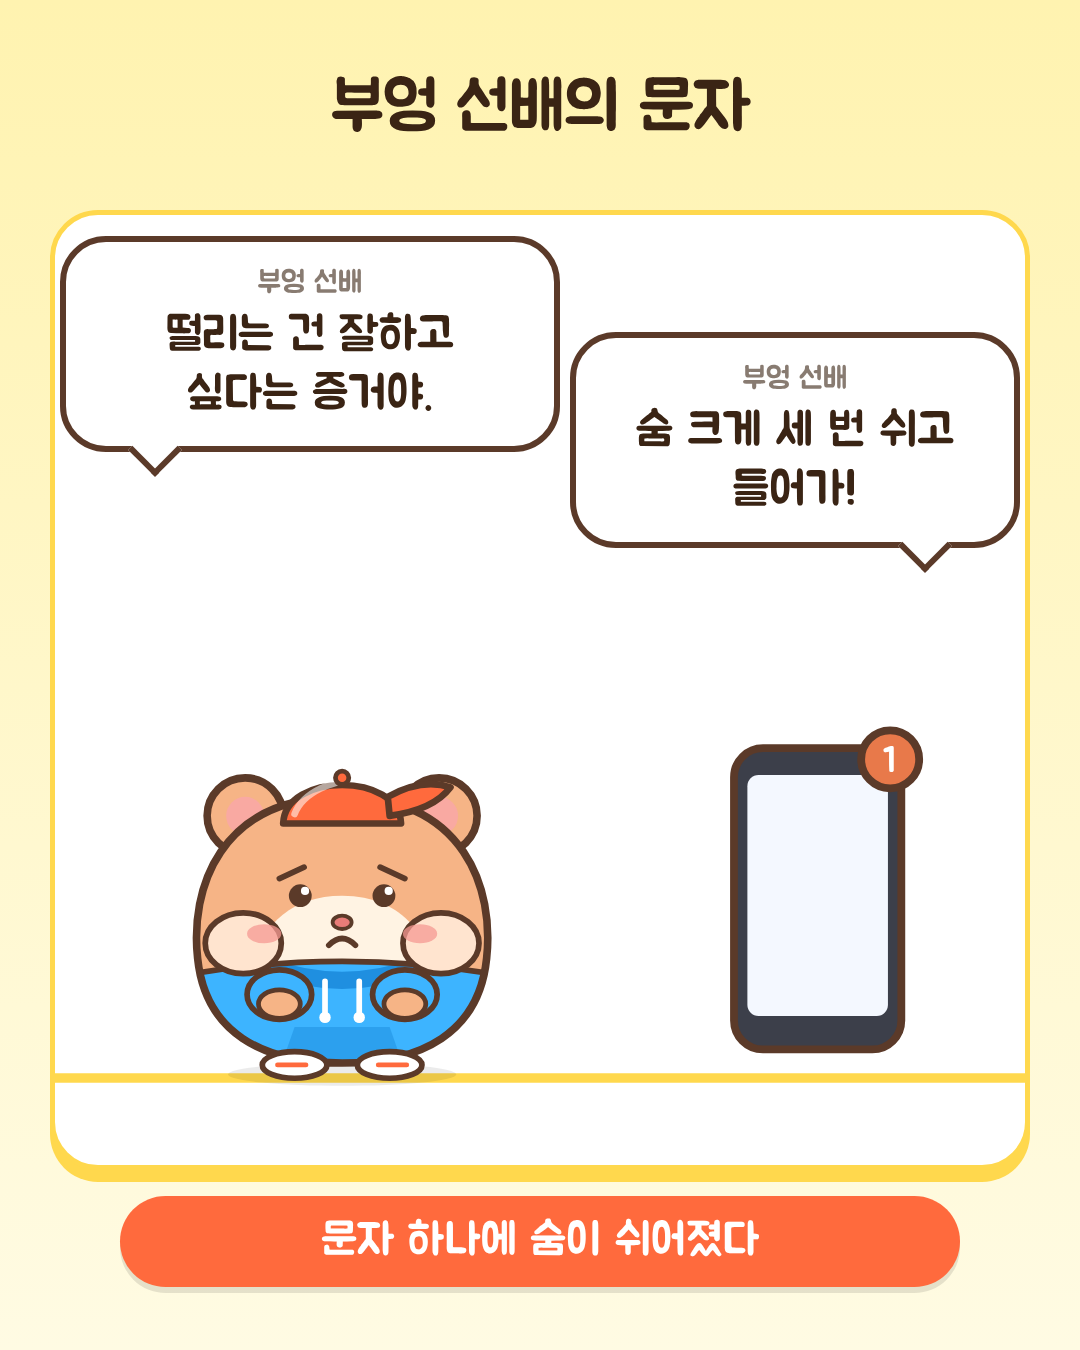 부엉 선배의 문자
부엉 선배
떨리는 건 잘하고
싶다는 증거야.
부엉 선배
숨 크게 세 번 쉬고
들어가!
1
문자 하나에 숨이 쉬어졌다